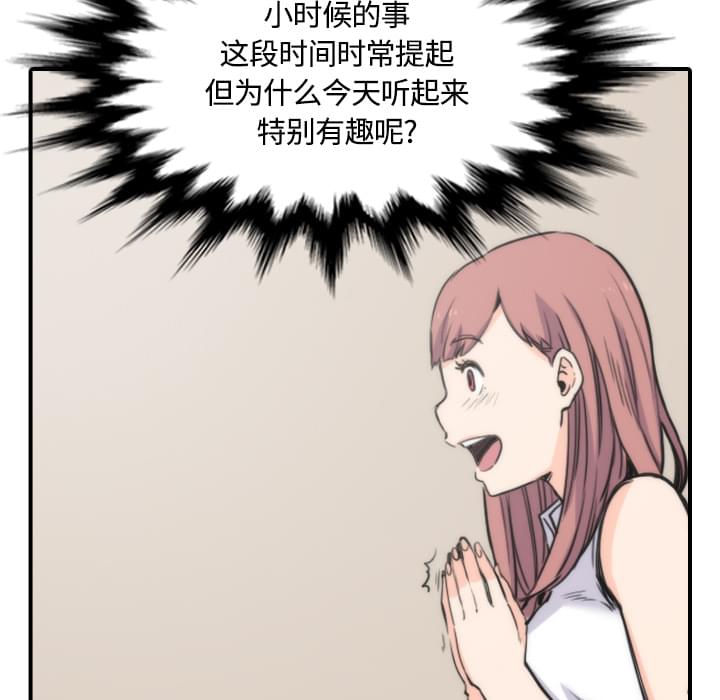 小时候的事
这段时间时常提起
但为什么今天听起来
特别有趣呢?